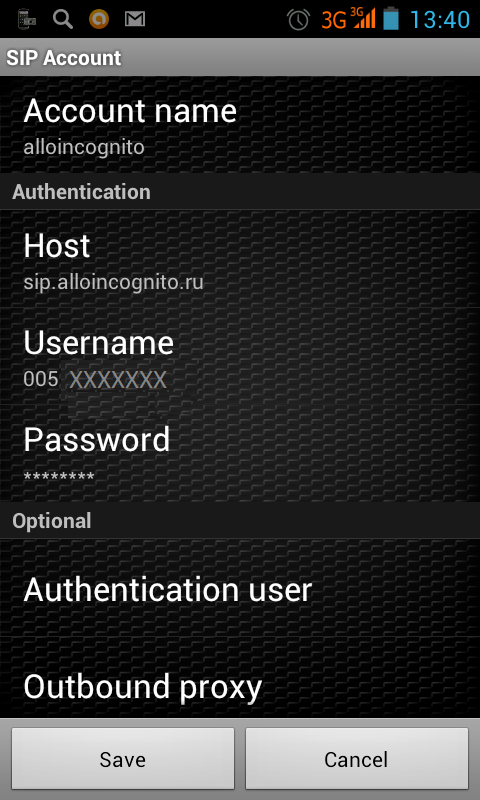 3G 3G 13:40
SIP Account
Account name
alloincognito
Authentication
Host
sip.alloincognito.ru
Username
005 XXXXXXX
Password
********
Optional
Authentication user
Outbound proxy
Save Cancel